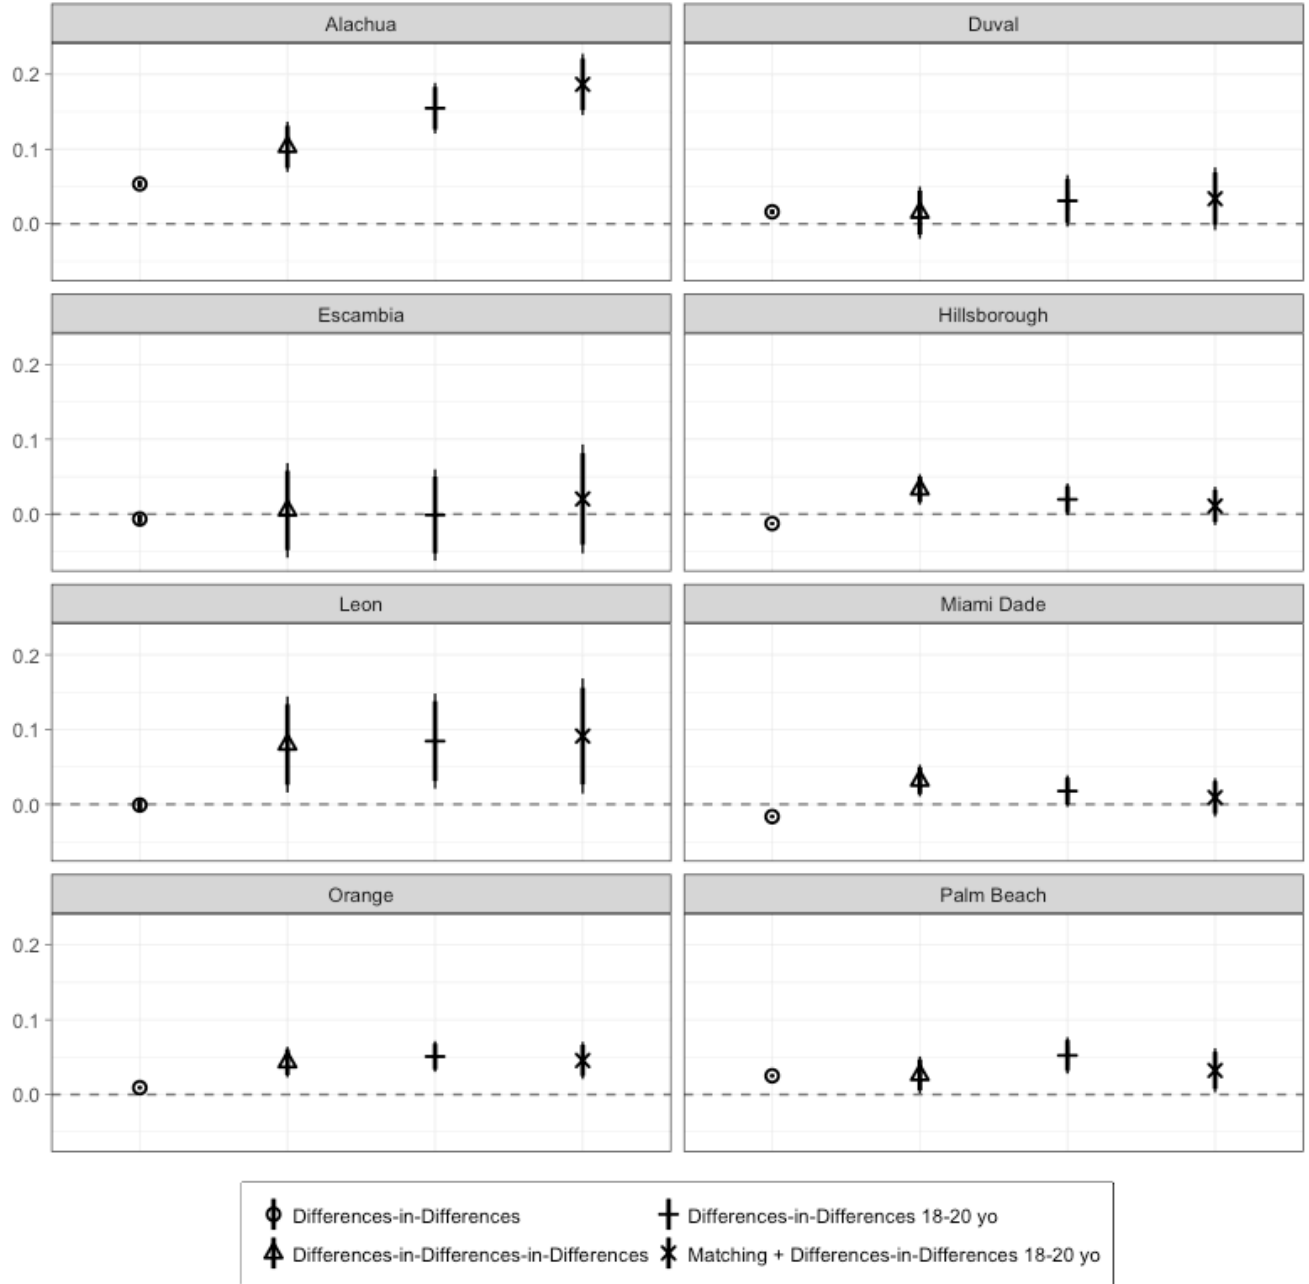 Alachua
Duval
0.2
0.1
0.0
Escambia
Hillsborough
0.2
0.1
0.0
Leon
Miami Dade
0.2
0.1
0.0
Orange
Palm Beach
0.2
0.1
0.0
Differences-in-Differences
Differences-in-Differences 18-20 yo
Differences-in-Differences-in-Differences
Matching + Differences-in-Differences 18-20 yo